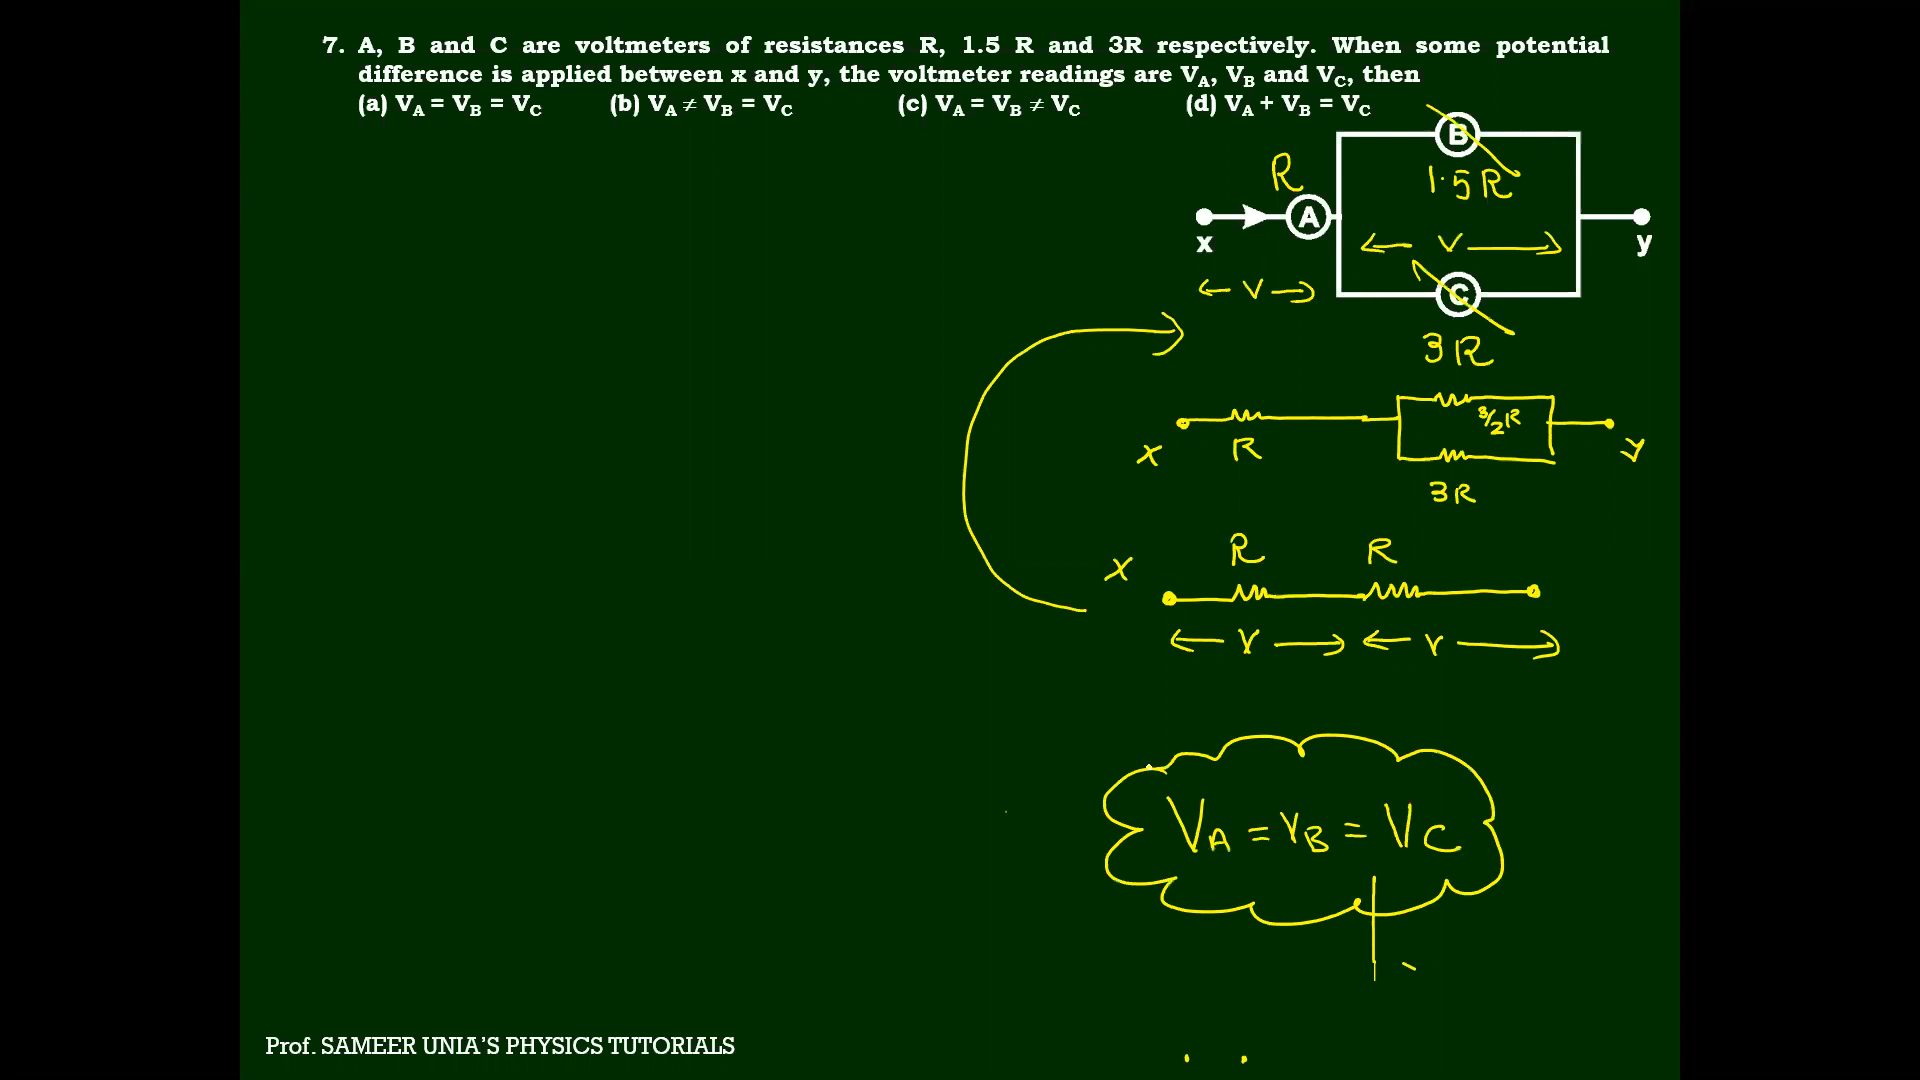 7. A, B and C are voltmeters of resistances R, 1.5 R and 3R respectively. When some potential
difference is applied between x and y, the voltmeter readings are VA, VB and VC, then
(a) VA = VB = VC (b) VA ≠ VB = VC (c) VA = VB ≠ VC (d) VA + VB = VC
B
R
1.5 R
A
x
V
y
V
C
3R
3/2 R
R
x
y
3R
R R
x
V V
VA = VB = VC
Prof. SAMEER UNIA'S PHYSICS TUTORIALS